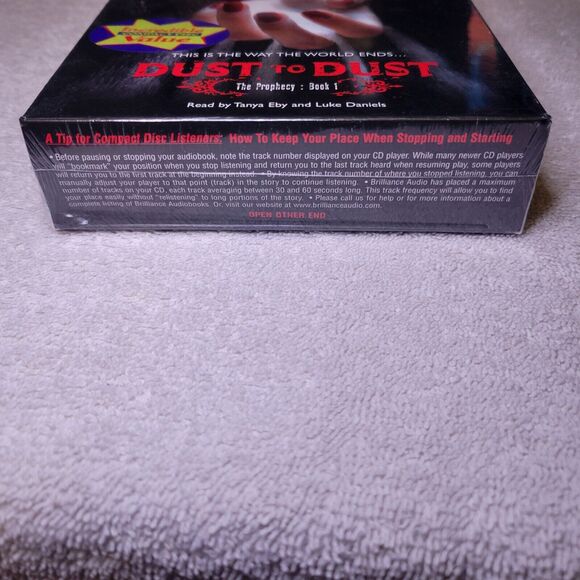 Incredible
COMPACT DISC
Value
THIS IS THE WAY THE WORLD ENDS...
DUST TO DUST
The Prophecy : Book 1
Read by Tanya Eby and Luke Daniels
A Tip for Compact Disc Listeners: How To Keep Your Place When Stopping and Starting
• Before pausing or stopping your audiobook, note the track number displayed on your CD player. While many newer CD players
will "bookmark" your position when you stop listening and return you to the last track heard when you resume play, some players
will return you to the first track at the beginning instead. • By knowing the track number of where you stopped listening, you can
manually adjust your player to that point (track) in the story to continue listening. • Brilliance Audio has placed a maximum
number of tracks on your CD, each track averaging between 30 and 60 seconds long. This track frequency will allow you to find
your place easily without "relistening" to long portions of the story. • Please call us for help or for more information about a
complete listing of Brilliance Audiobooks. Or, visit our website at www.brillianceaudio.com.
OPEN OTHER END